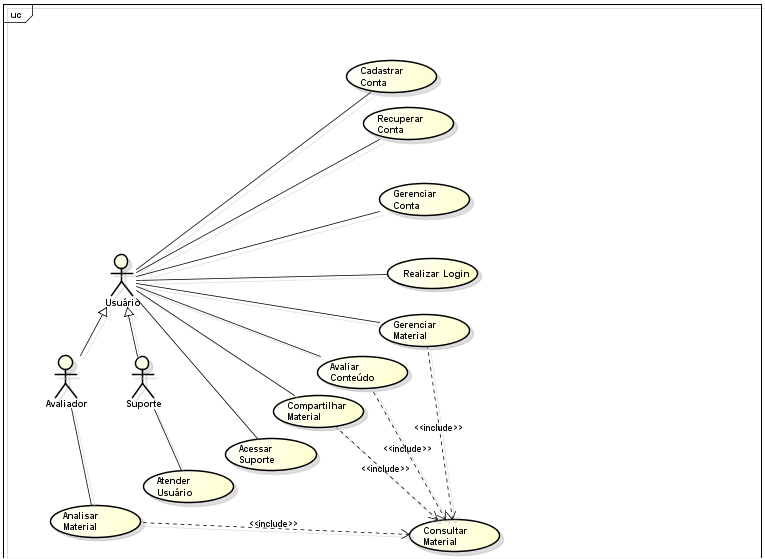 uc
Cadastrar
Conta
Recuperar
Conta
Gerenciar
Conta
Realizar Login
Usuário
Gerenciar
Material
Avaliar
Conteúdo
Avaliador
Suporte
Compartilhar
Material
<<include>>
<<include>>
Acessar
Suporte
<<include>>
Atender
Usuário
Analisar
Material
<<include>>
Consultar
Material